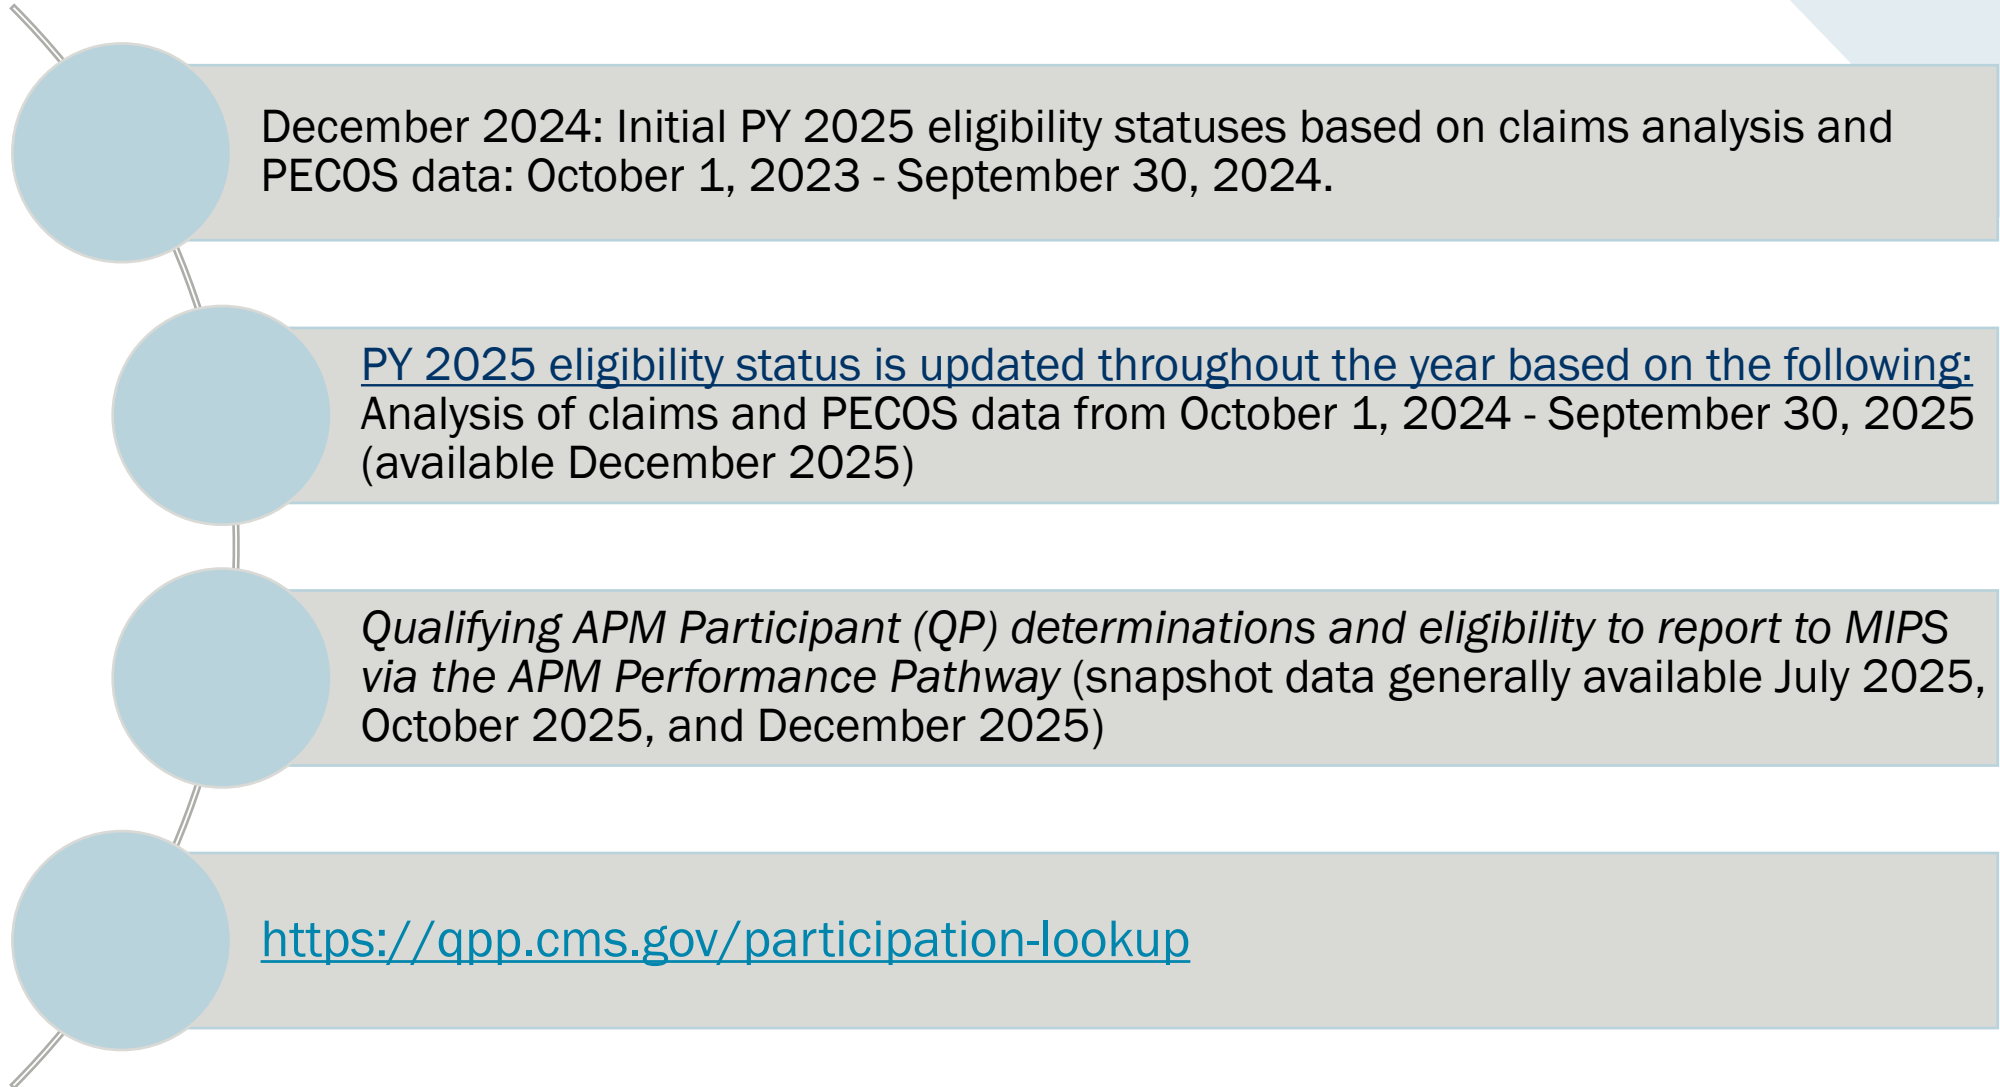 December 2024: Initial PY 2025 eligibility statuses based on claims analysis and
PECOS data: October 1, 2023 - September 30, 2024.
PY 2025 eligibility status is updated throughout the year based on the following:
Analysis of claims and PECOS data from October 1, 2024 - September 30, 2025
(available December 2025)
Qualifying APM Participant (QP) determinations and eligibility to report to MIPS
via the APM Performance Pathway (snapshot data generally available July 2025,
October 2025, and December 2025)
https://qpp.cms.gov/participation-lookup